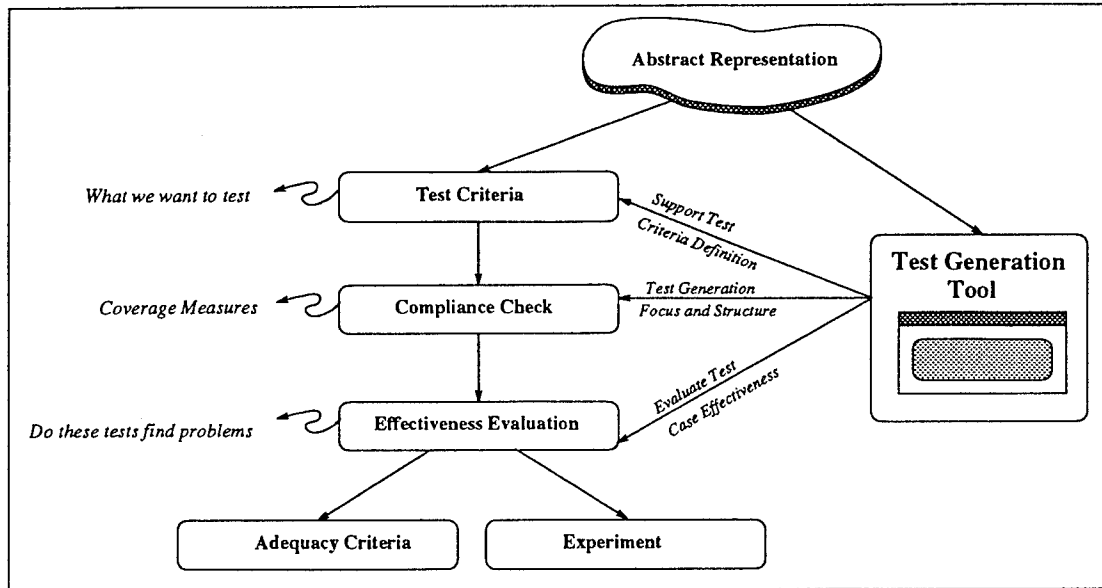 Abstract Representation
What we want to test
Test Criteria
Support Test
Criteria Definition
Test Generation
Tool
Coverage Measures
Compliance Check
Test Generation
Focus and Structure
Evaluate Test
Case Effectiveness
Do these tests find problems
Effectiveness Evaluation
Adequacy Criteria
Experiment